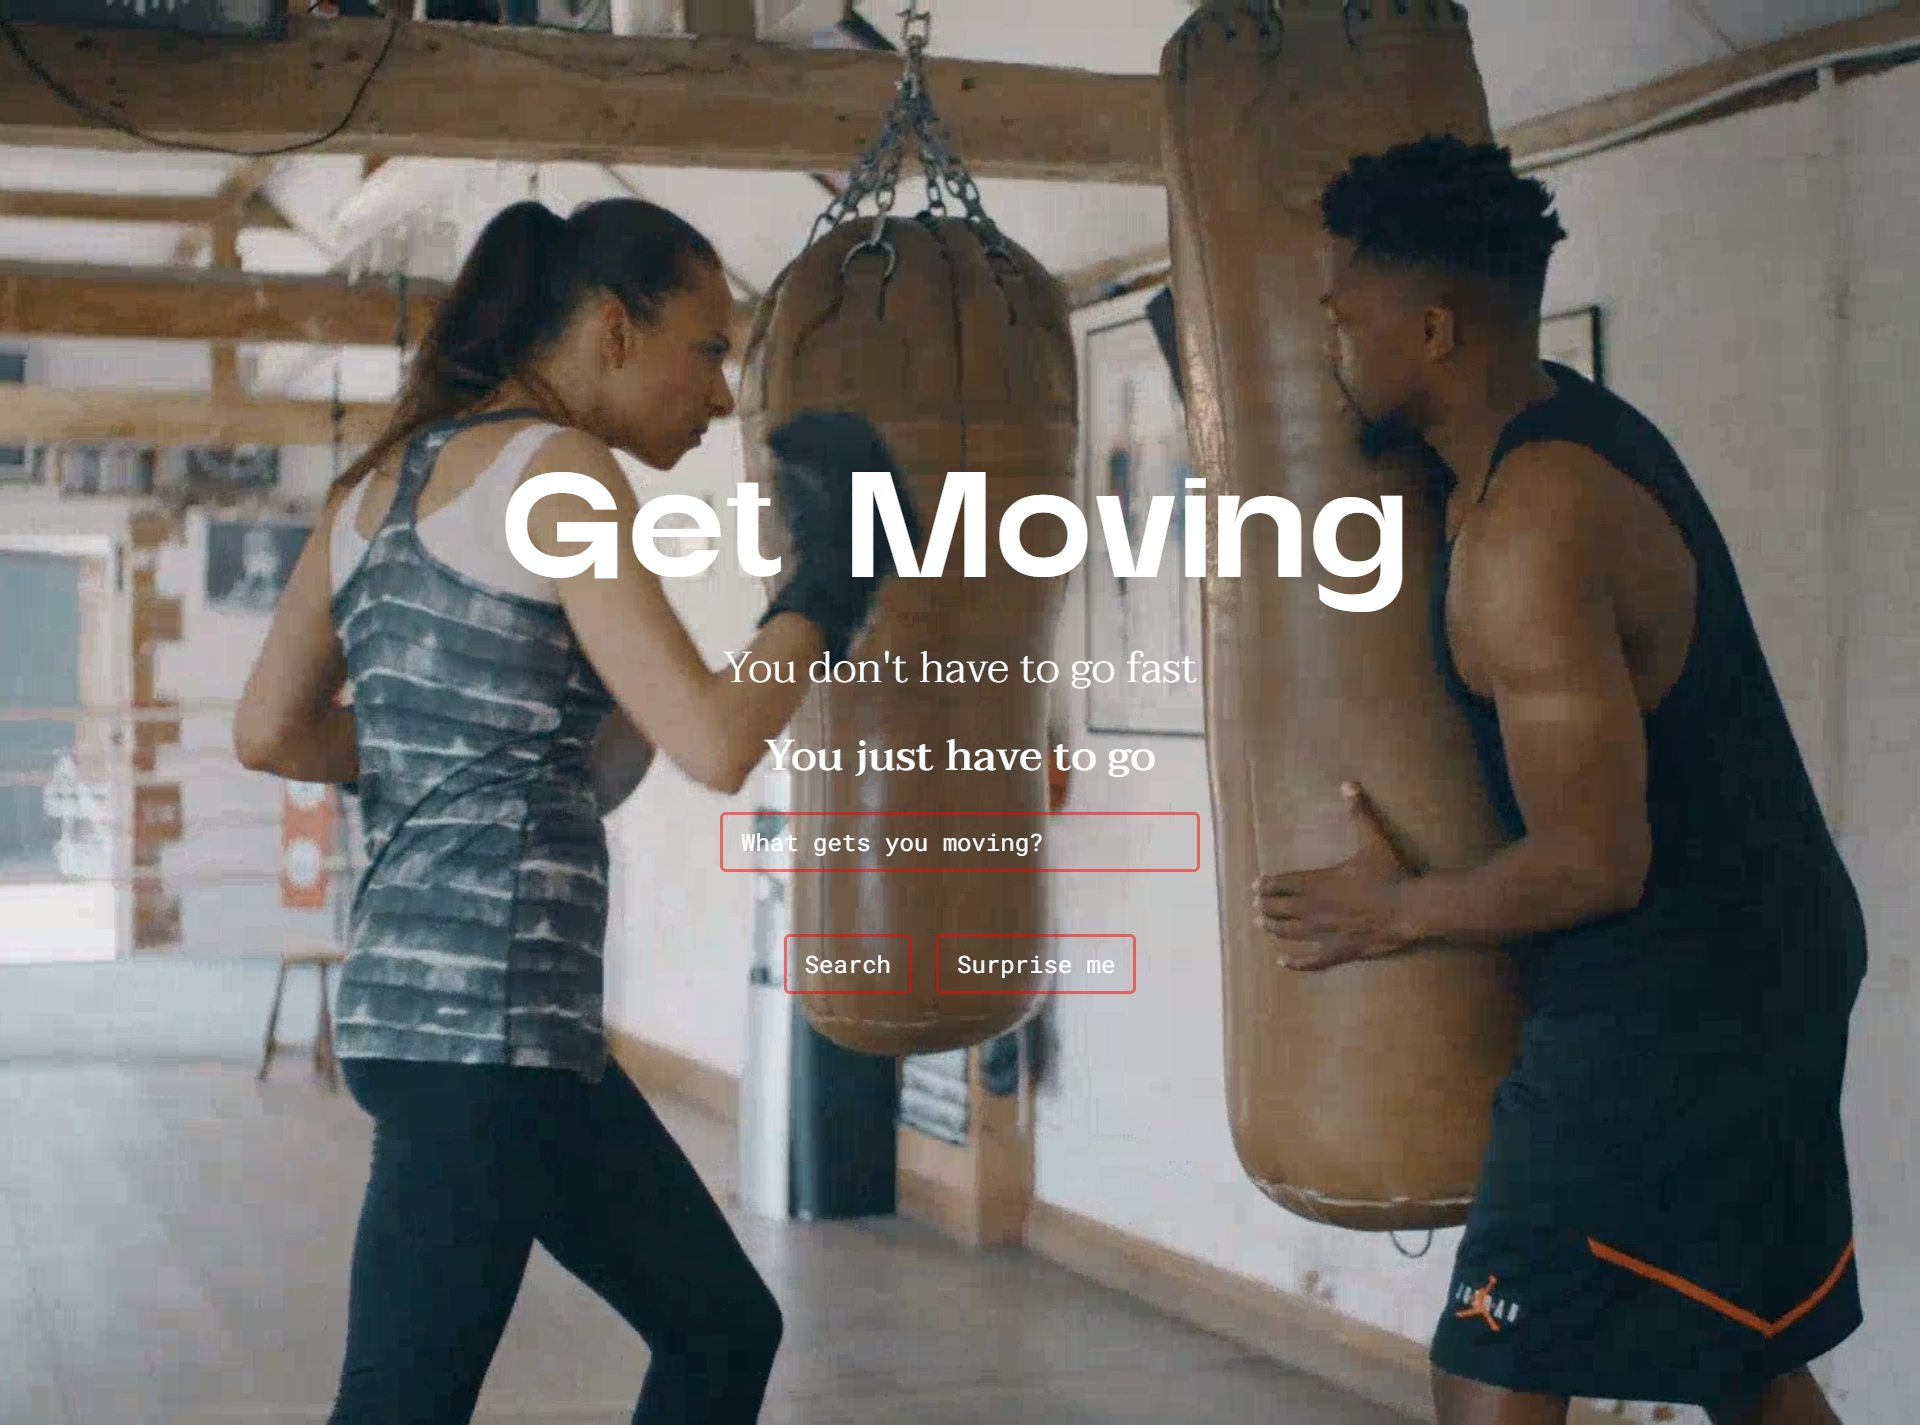 Get Moving
You don't have to go fast
You just have to go
What gets you moving?
Search
Surprise me
JORDAN